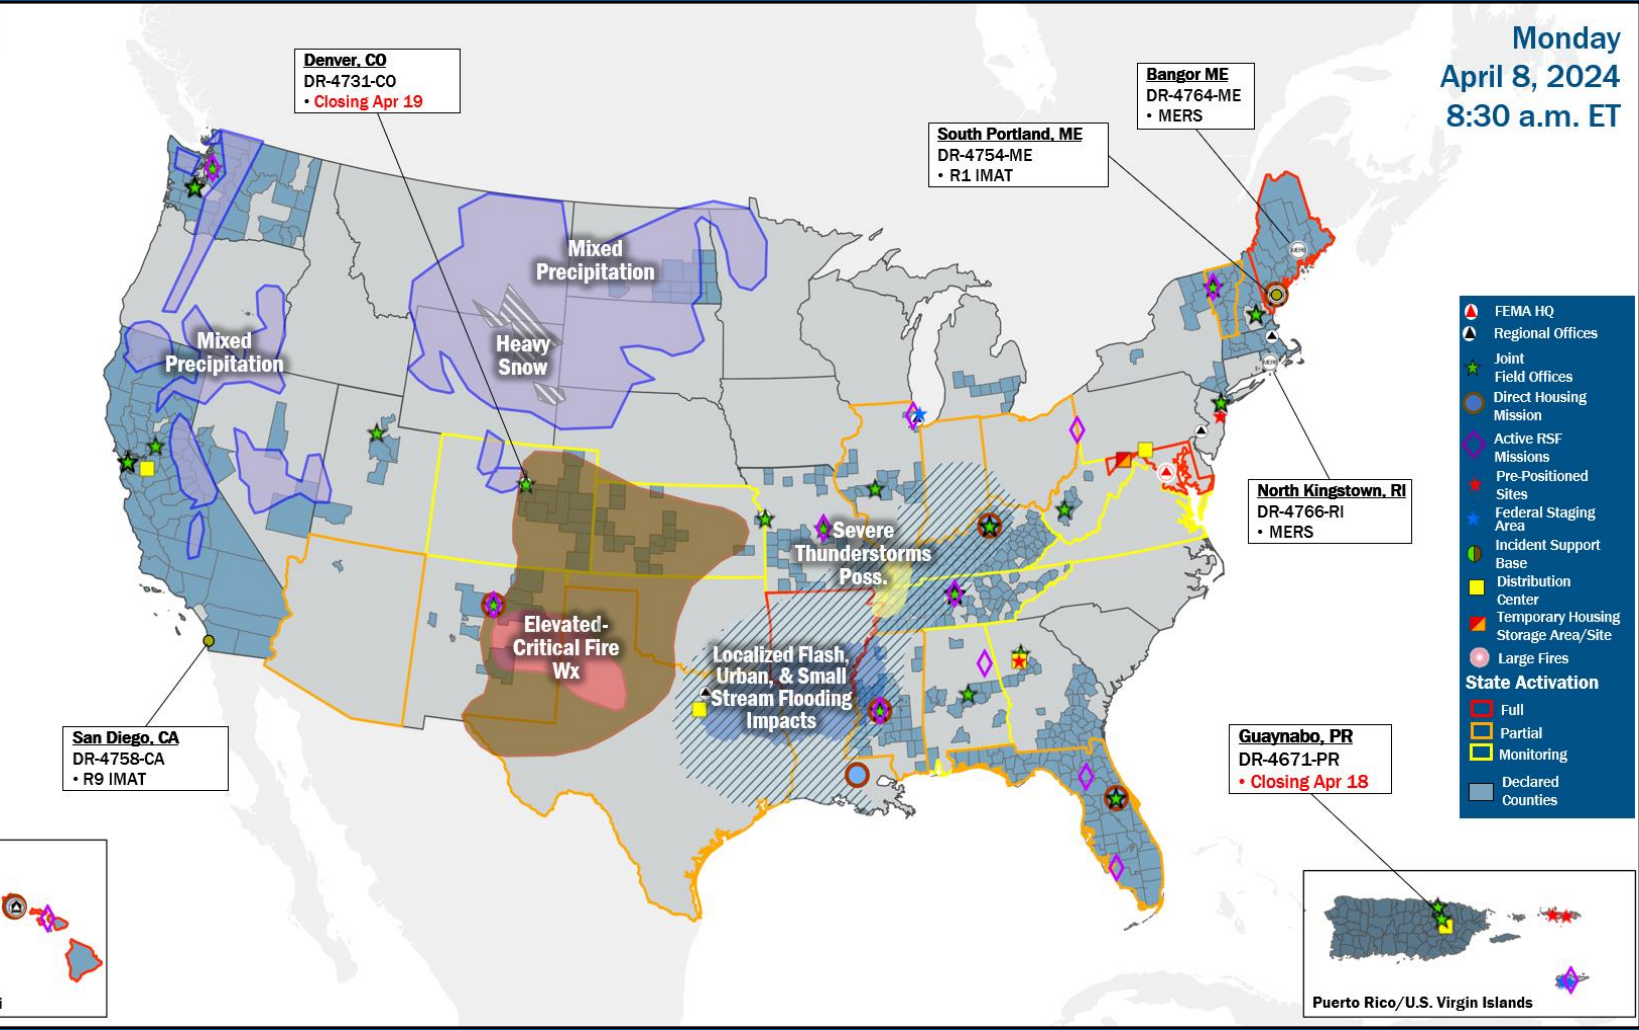 Monday
April 8, 2024
8:30 a.m. ET
Denver, CO
DR-4731-CO
• Closing Apr 19
Bangor ME
DR-4764-ME
• MERS
South Portland, ME
DR-4754-ME
• R1 IMAT
Mixed
Precipitation
Mixed
Precipitation
Heavy
Snow
MERS
MERS
FEMA HQ
Regional Offices
Joint
Field Offices
Direct Housing
Mission
Active RSF
Missions
Pre-Positioned
Sites
Federal Staging
Area
Incident Support
Base
Distribution
Center
Temporary Housing
Storage Area/Site
Large Fires
State Activation
Full
Partial
Monitoring
Declared
Counties
North Kingstown, RI
DR-4766-RI
• MERS
Severe
Thunderstorms
Poss.
Elevated-
Critical Fire
Wx
Localized Flash,
Urban, & Small
Stream Flooding
Impacts
San Diego, CA
DR-4758-CA
• R9 IMAT
Guaynabo, PR
DR-4671-PR
• Closing Apr 18
Puerto Rico/U.S. Virgin Islands